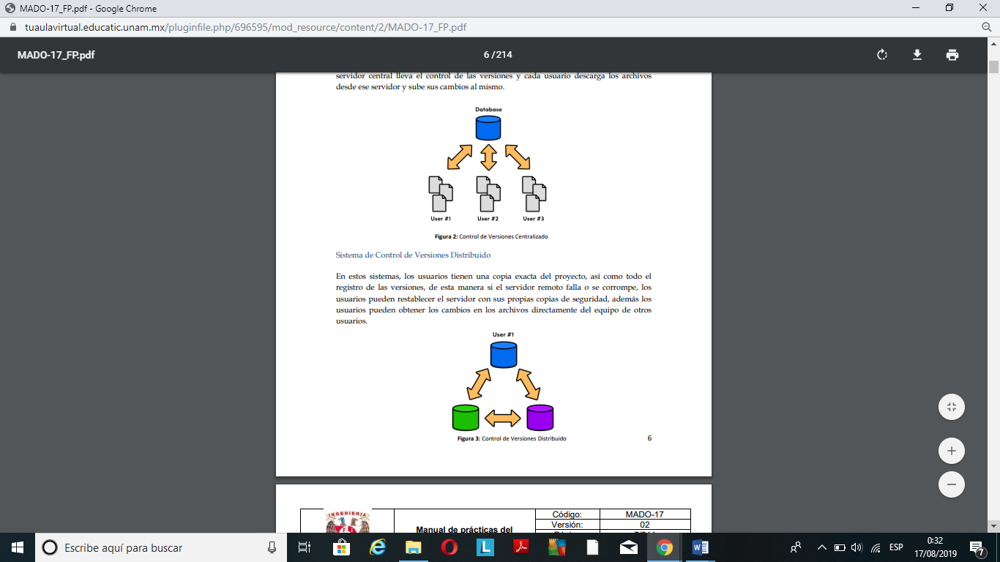 MADO-17_FP.pdf - Google Chrome
tuaulavirtual.educatic.unam.mx/pluginfile.php/696595/mod_resource/content/2/MADO-17_FP.pdf
MADO-17_FP.pdf
6 / 214
servidor central lleva el control de las versiones y cada usuario descarga los archivos
desde ese servidor y sube sus cambios al mismo.
Database
User #1
User #2
User #3
Figura 2: Control de Versiones Centralizado
Sistema de Control de Versiones Distribuido
En estos sistemas, los usuarios tienen una copia exacta del proyecto, así como todo el
registro de las versiones, de esta manera si el servidor remoto falla o se corrompe, los
usuarios pueden restablecer el servidor con sus propias copias de seguridad, además los
usuarios pueden obtener los cambios en los archivos directamente del equipo de otros
usuarios.
User #1
Figura 3: Control de Versiones Distribuido
6
INGENIERIA
Manual de prácticas del
Código:
MADO-17
Versión:
02
Escribe aquí para buscar
L
ESP
0:32
17/08/2019
7